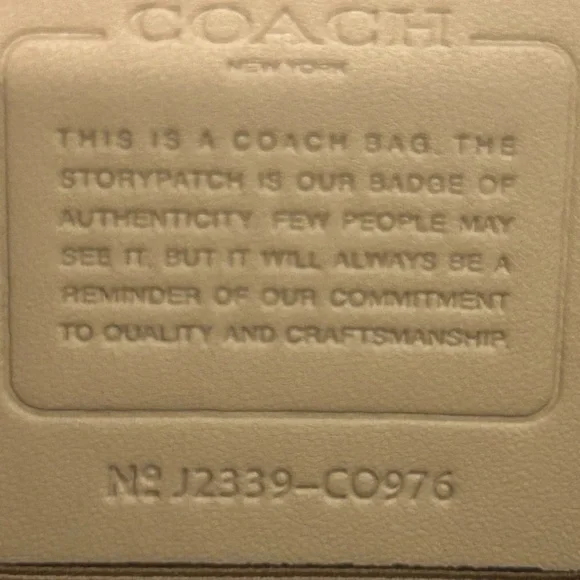 COACH
NEW YORK
THIS IS A COACH BAG. THE
STORYPATCH IS OUR BADGE OF
AUTHENTICITY. FEW PEOPLE MAY
SEE IT, BUT IT WILL ALWAYS BE A
REMINDER OF OUR COMMITMENT
TO QUALITY AND CRAFTSMANSHIP.
Nº J2339-CO976